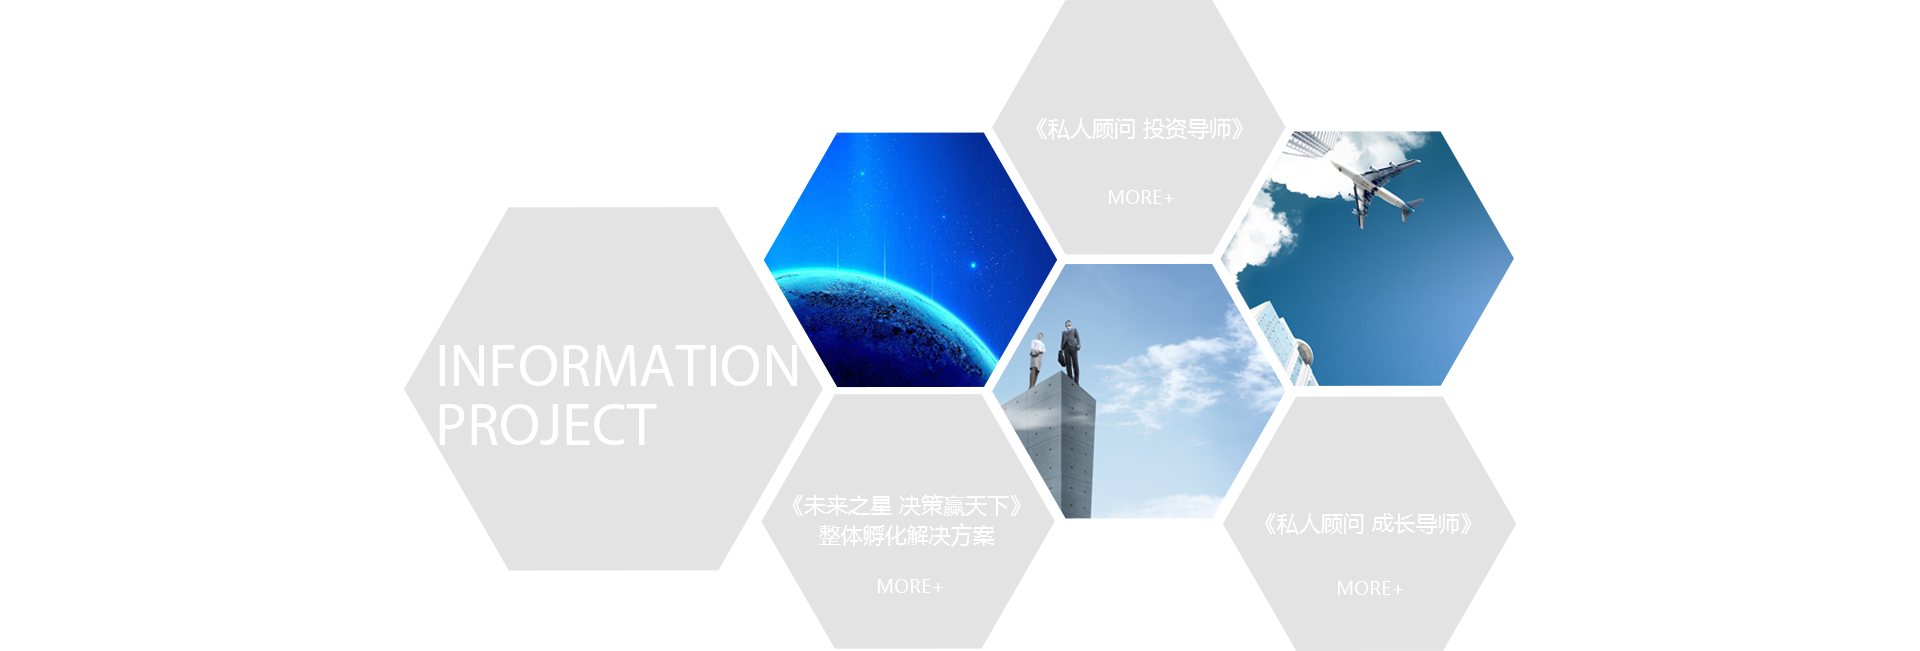 INFORMATION
PROJECT
《私人顾问 投资导师》
MORE+
《未来之星 决策赢天下》
整体孵化解决方案
MORE+
《私人顾问 成长导师》
MORE+